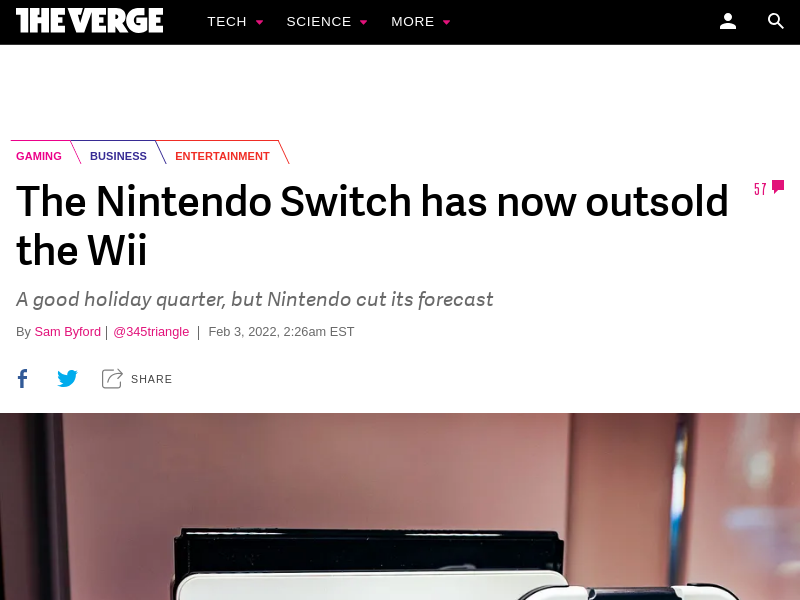 THE VERGE TECH SCIENCE MORE
GAMING BUSINESS ENTERTAINMENT
The Nintendo Switch has now outsold
the Wii
57
A good holiday quarter, but Nintendo cut its forecast
By Sam Byford | @345triangle | Feb 3, 2022, 2:26am EST
SHARE